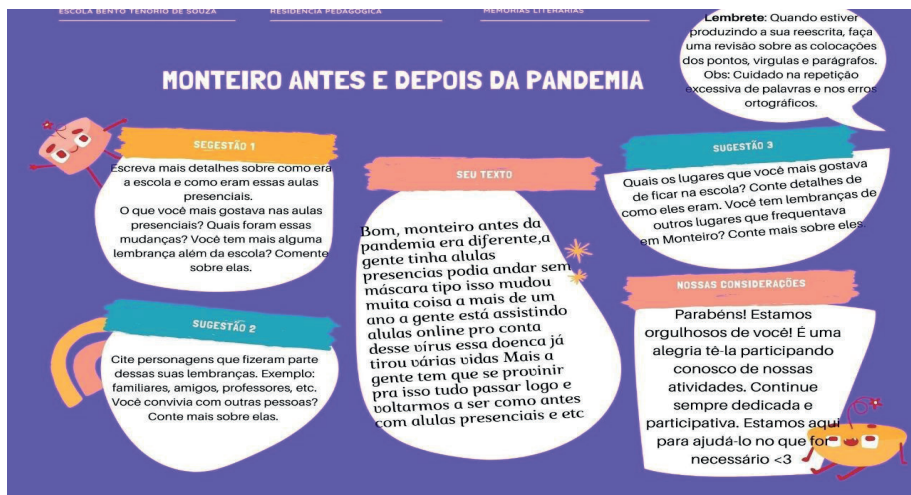 ESCOLA BENTO TENÓRIO DE SOUZA
RESIDÊNCIA PEDAGÓGICA
MEMÓRIAS LITERÁRIAS
MONTEIRO ANTES E DEPOIS DA PANDEMIA
Lembrete: Quando estiver
produzindo a sua reescrita, faça
uma revisão sobre as colocações
dos pontos, virgulas e parágrafos.
Obs: Cuidado na repetição
excessiva de palavras e nos erros
ortográficos.
SEGESTÃO 1
Escreva mais detalhes sobre como era
a escola e como eram essas aulas
presenciais.
O que você mais gostava nas aulas
presenciais? Quais foram essas
mudanças? Você tem mais alguma
lembrança além da escola? Comente
sobre elas.
SUGESTÃO 2
Cite personagens que fizeram parte
dessas suas lembranças. Exemplo:
familiares, amigos, professores, etc.
Você convivia com outras pessoas?
Conte mais sobre elas.
SEU TEXTO
Bom, monteiro antes da
pandemia era diferente,a
gente tinha alulas
presencias podia andar sem
máscara tipo isso mudou
muita coisa a mais de um
ano a gente está assistindo
alulas online pro conta
desse vírus essa doenca já
tirou várias vidas Mais a
gente tem que se provinir
pra isso tudo passar logo e
voltarmos a ser como antes
com alulas presenciais e etc
SUGESTÃO 3
Quais os lugares que você mais gostava
de ficar na escola? Conte detalhes de
como eles eram. Você tem lembranças de
outros lugares que frequentava
em Monteiro? Conte mais sobre eles.
NOSSAS CONSIDERAÇÕES
Parabéns! Estamos
orgulhosos de você! É uma
alegria tê-la participando
conosco de nossas
atividades. Continue
sempre dedicada e
participativa. Estamos aqui
para ajudá-lo no que for
necessário <3